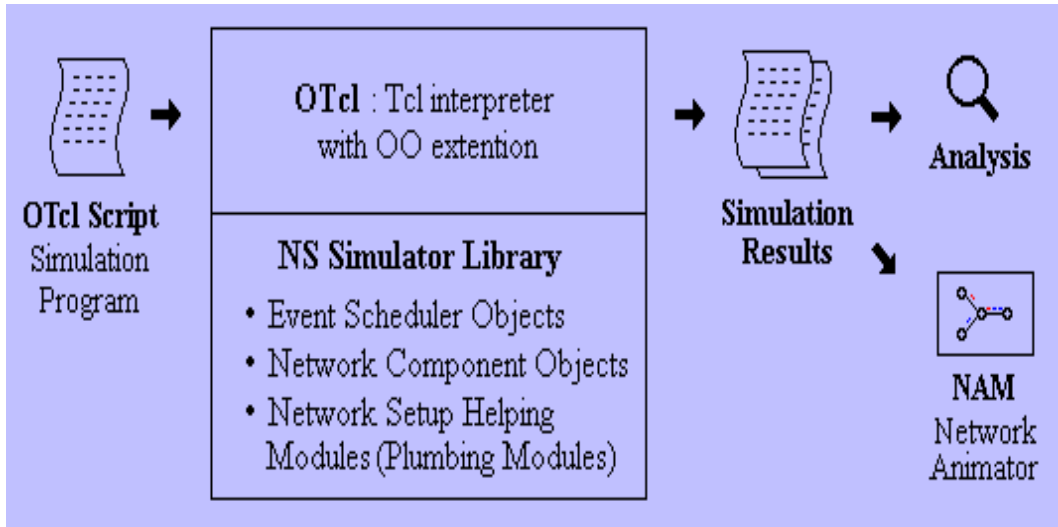 OTcl Script
Simulation
Program
OTcl : Tcl interpreter
with OO extention
NS Simulator Library
• Event Scheduler Objects
• Network Component Objects
• Network Setup Helping
Modules (Plumbing Modules)
Simulation
Results
Analysis
NAM
Network
Animator